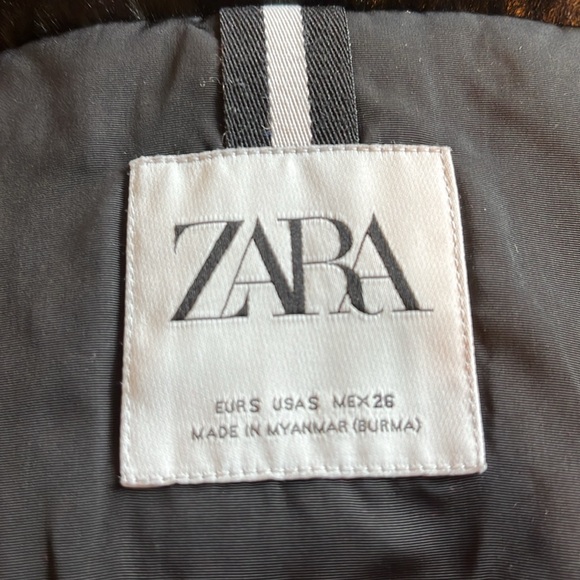 ZARA
EUR S USA S MEX 26
MADE IN MYANMAR (BURMA)